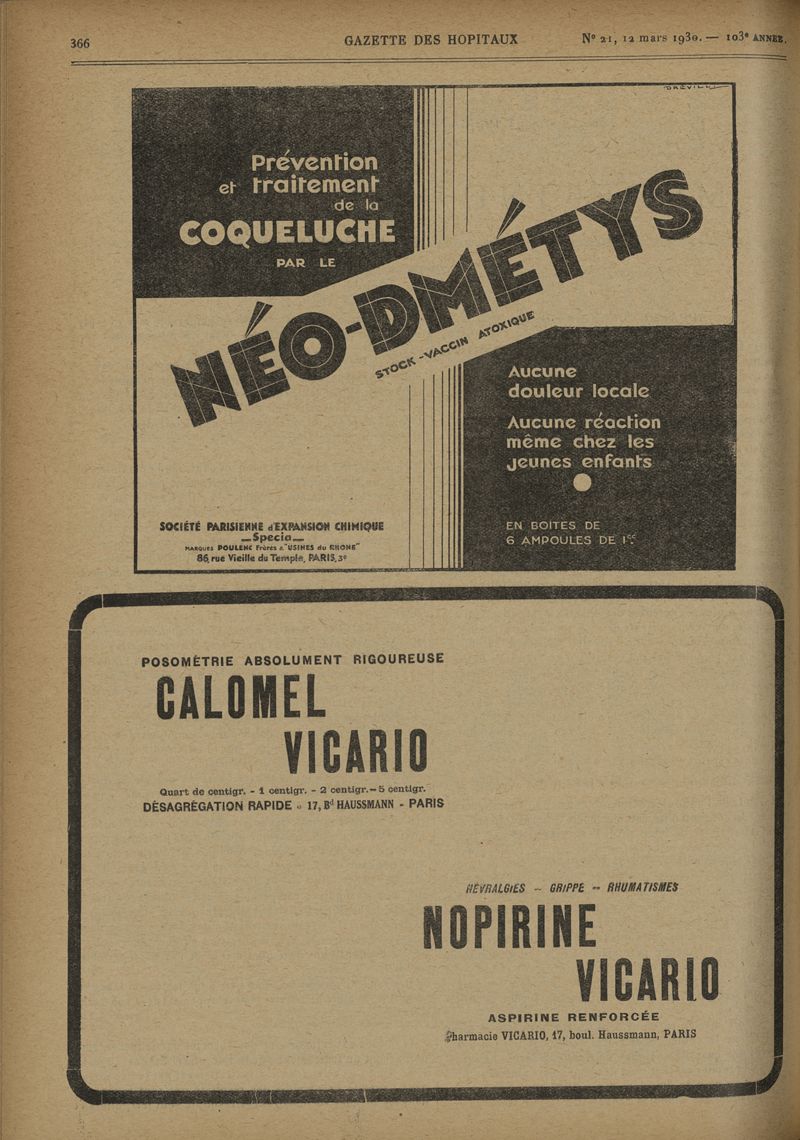 366 GAZETTE DES HOPITAUX Nº 21, 12 mars 1930. — 103e ANNÉE.
Prévention
et traitement
de la
COQUELUCHE
PAR LE
NÉO-DMÉTYS
STOCK-VACCIN ATOXIQUE
Aucune
douleur locale
Aucune réaction
même chez les
jeunes enfants
EN BOITES DE
6 AMPOULES DE 1cc
SOCIÉTÉ PARISIENNE d'EXPANSION CHIMIQUE
—Specia—
MARQUES POULENC Frères & "USINES du RHONE"
86, rue Vieille du Temple, PARIS, 3e
POSOMÉTRIE ABSOLUMENT RIGOUREUSE
CALOMEL
VICARIO
Quart de centigr. - 1 centigr. - 2 centigr. - 5 centigr.
DÉSAGRÉGATION RAPIDE - 17, Bd HAUSSMANN - PARIS
NÉVRALGIES - GRIPPE - RHUMATISMES
NOPIRINE
VICARIO
ASPIRINE RENFORCÉE
Pharmacie VICARIO, 17, boul. Haussmann, PARIS